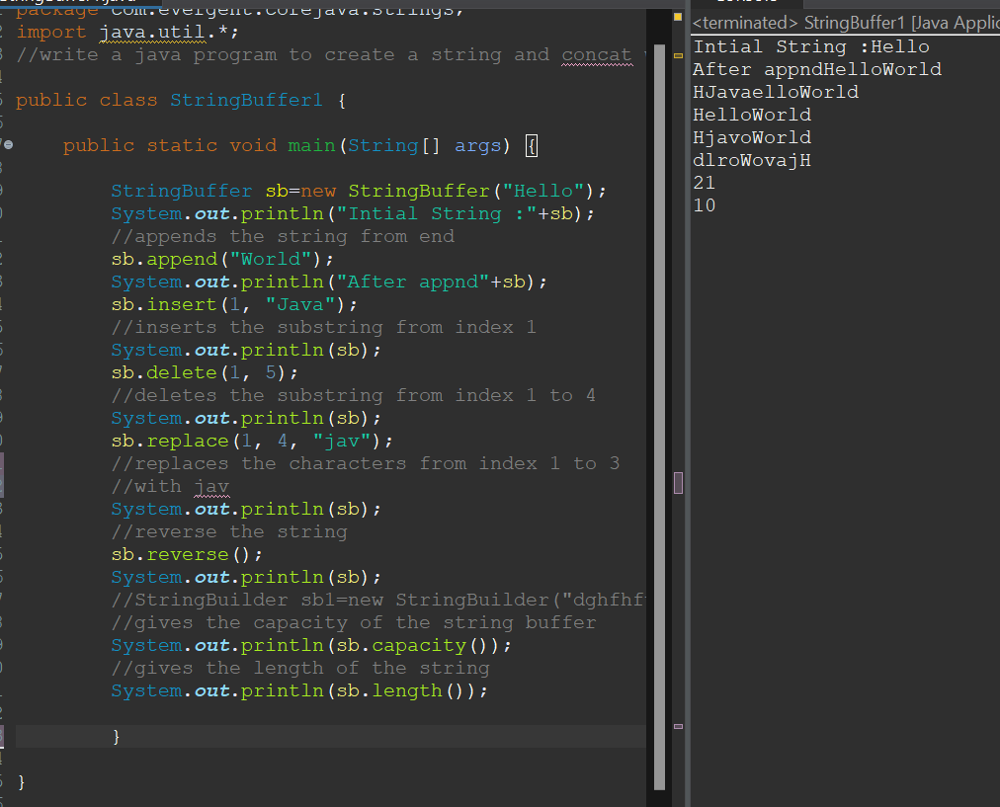 package com.evergent.corejava.strings;
import java.util.*;
//write a java program to create a string and concat
public class StringBuffer1 {
public static void main(String[] args) {
StringBuffer sb=new StringBuffer("Hello");
System.out.println("Intial String :"+sb);
//appends the string from end
sb.append("World");
System.out.println("After appnd"+sb);
sb.insert(1, "Java");
//inserts the substring from index 1
System.out.println(sb);
sb.delete(1, 5);
//deletes the substring from index 1 to 4
System.out.println(sb);
sb.replace(1, 4, "jav");
//replaces the characters from index 1 to 3
//with jav
System.out.println(sb);
//reverse the string
sb.reverse();
System.out.println(sb);
//StringBuilder sb1=new StringBuilder("dghfhf
//gives the capacity of the string buffer
System.out.println(sb.capacity());
//gives the length of the string
System.out.println(sb.length());
}
}
<terminated> StringBuffer1 [Java Applic
Intial String :Hello
After appndHelloWorld
HJavaelloWorld
HelloWorld
HjavoWorld
dlroWovajH
21
10